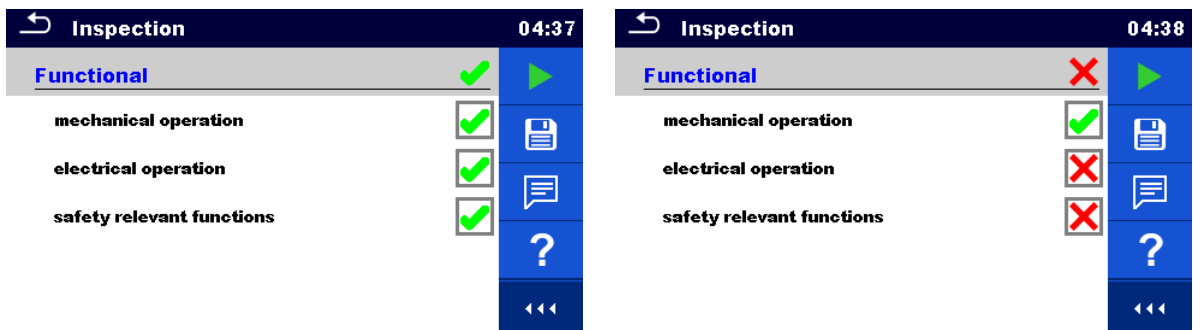 Inspection 04:37
Functional
mechanical operation
electrical operation
safety relevant functions
?
Inspection 04:38
Functional
mechanical operation
electrical operation
safety relevant functions
?